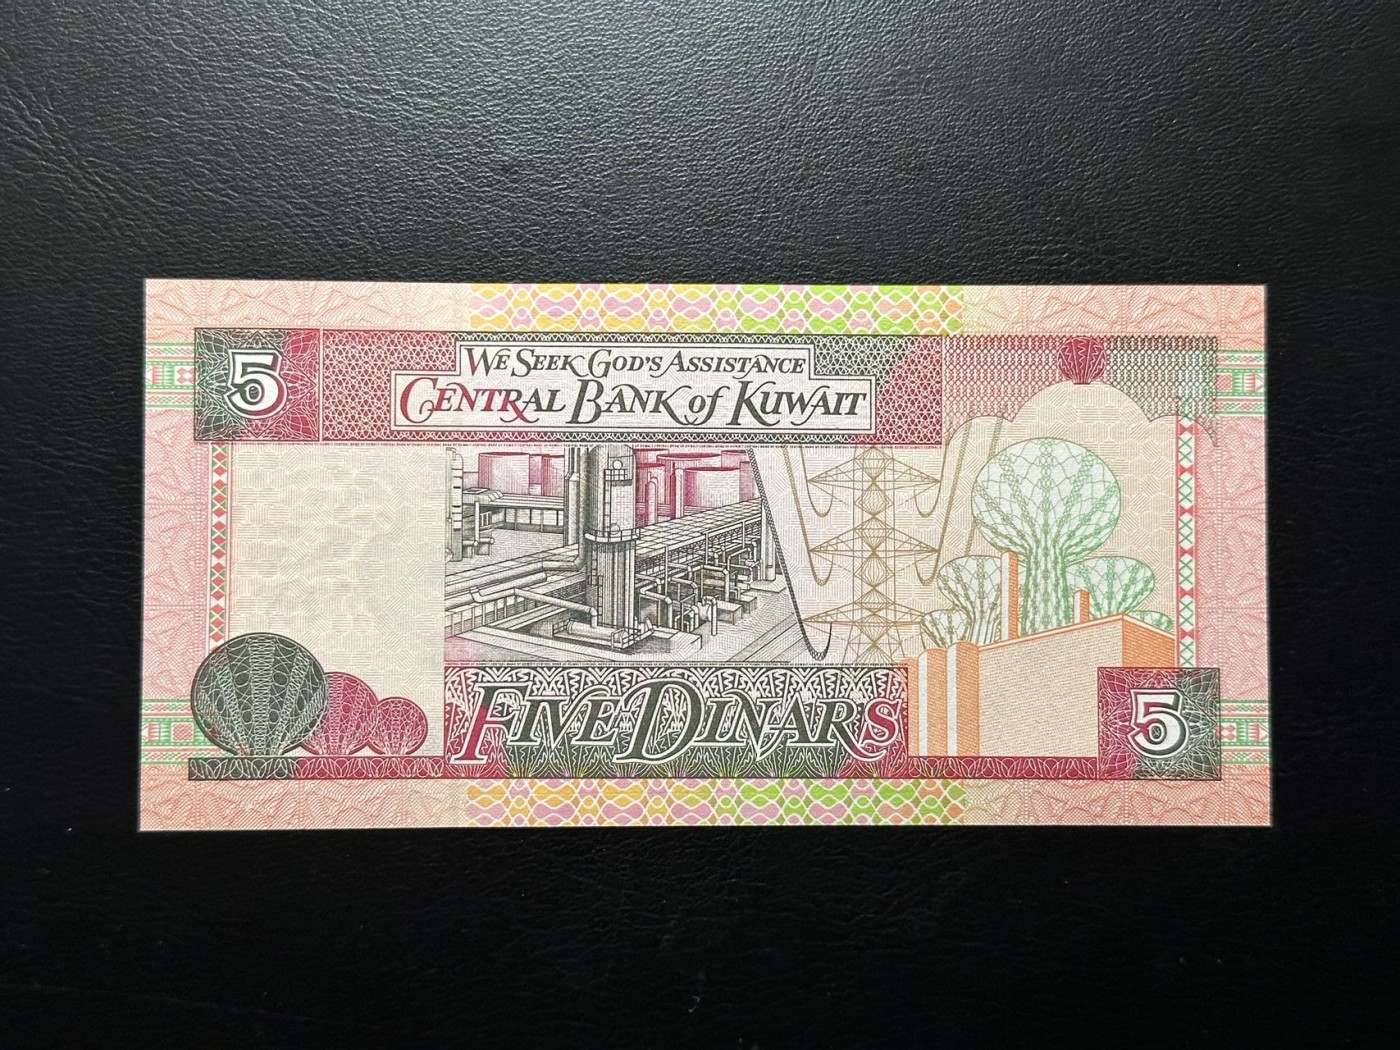 5
We Seek God's Assistance
Central Bank of Kuwait
Five Dinars
5